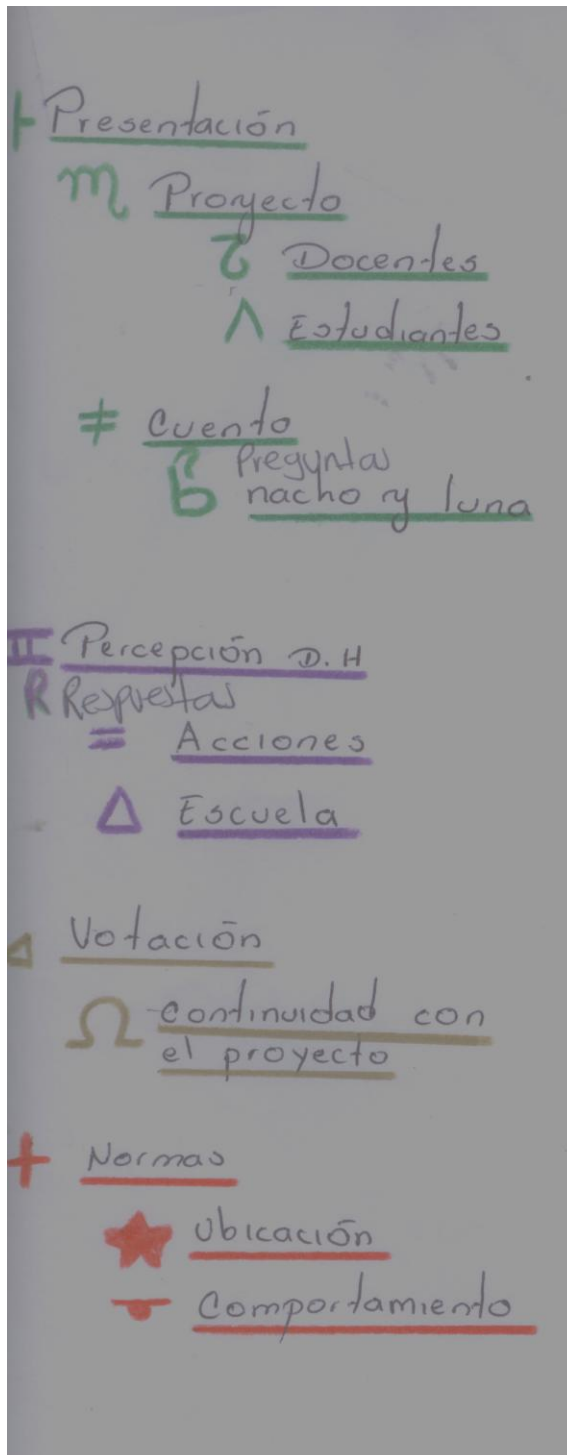 Presentación
Proyecto
Docentes
Estudiantes
Cuento
Preguntas
nacho y luna
Percepción D.H
R Respuestas
Acciones
Escuela
Votación
Ω continuidad con
el proyecto
Normas
Ubicación
Comportamiento